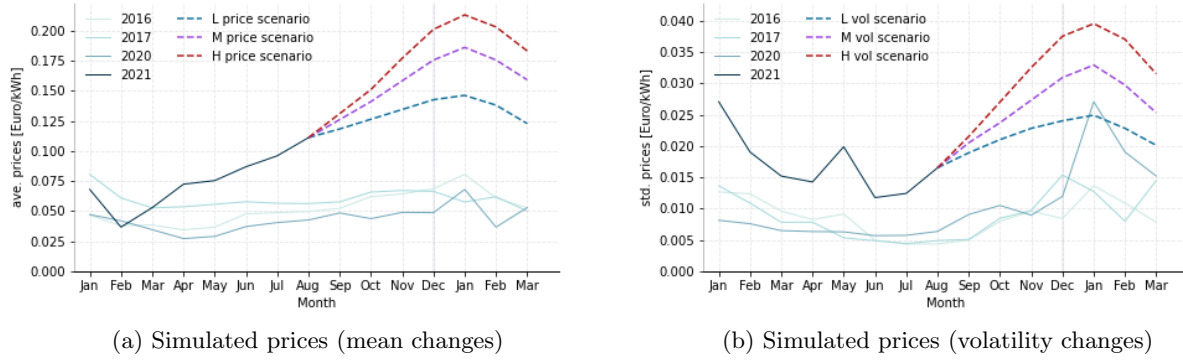 2016
2017
2020
2021
L price scenario
M price scenario
H price scenario
ave. prices [Euro/kWh]
0.200
0.175
0.150
0.125
0.100
0.075
0.050
0.025
0.000
Jan Feb Mar Apr May Jun Jul Aug Sep Oct Nov Dec Jan Feb Mar
Month
(a) Simulated prices (mean changes)
2016
2017
2020
2021
L vol scenario
M vol scenario
H vol scenario
std. prices [Euro/kWh]
0.040
0.035
0.030
0.025
0.020
0.015
0.010
0.005
0.000
Jan Feb Mar Apr May Jun Jul Aug Sep Oct Nov Dec Jan Feb Mar
Month
(b) Simulated prices (volatility changes)